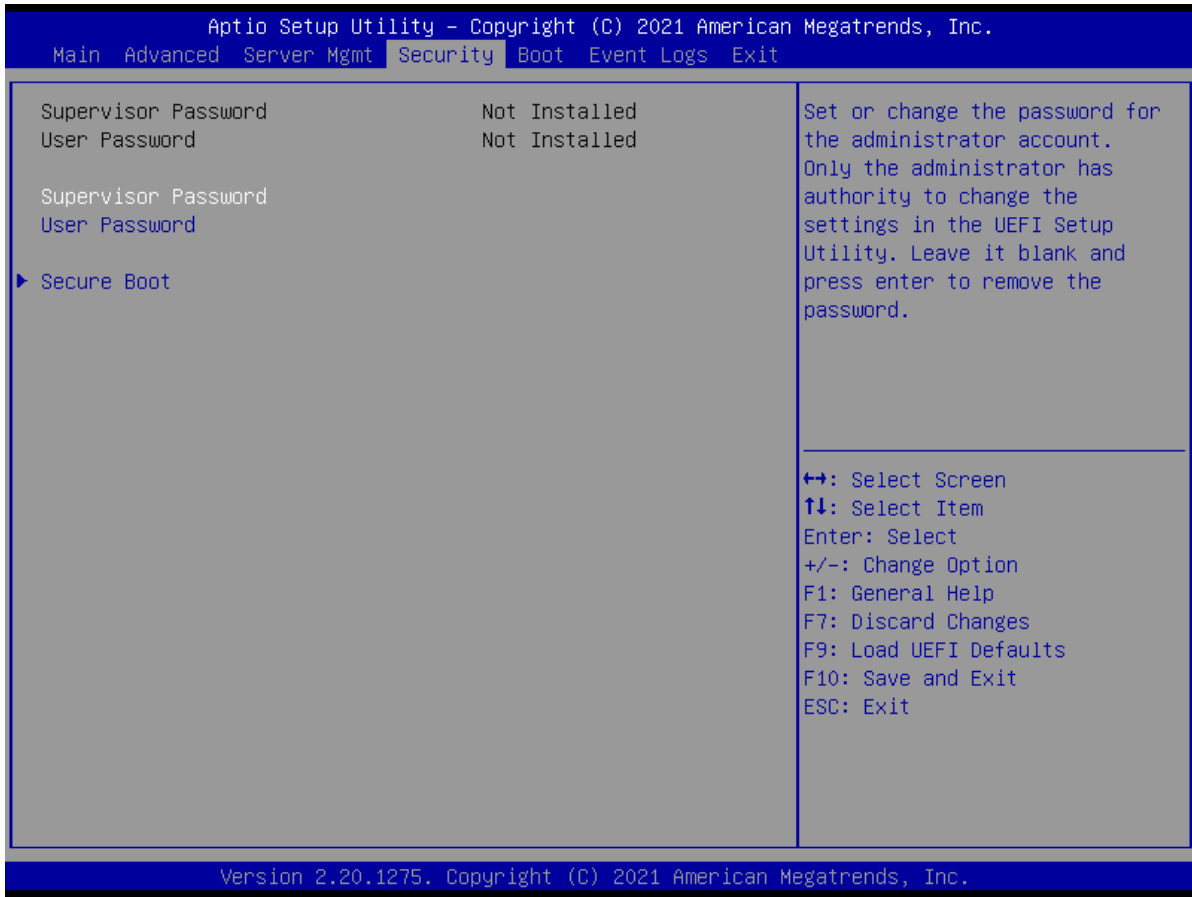 Aptio Setup Utility – Copyright (C) 2021 American Megatrends, Inc.
Main Advanced Server Mgmt Security Boot Event Logs Exit
Supervisor Password Not Installed
User Password Not Installed
Supervisor Password
User Password
Secure Boot
Set or change the password for
the administrator account.
Only the administrator has
authority to change the
settings in the UEFI Setup
Utility. Leave it blank and
press enter to remove the
password.
↔: Select Screen
↑↓: Select Item
Enter: Select
+/-: Change Option
F1: General Help
F7: Discard Changes
F9: Load UEFI Defaults
F10: Save and Exit
ESC: Exit
Version 2.20.1275. Copyright (C) 2021 American Megatrends, Inc.